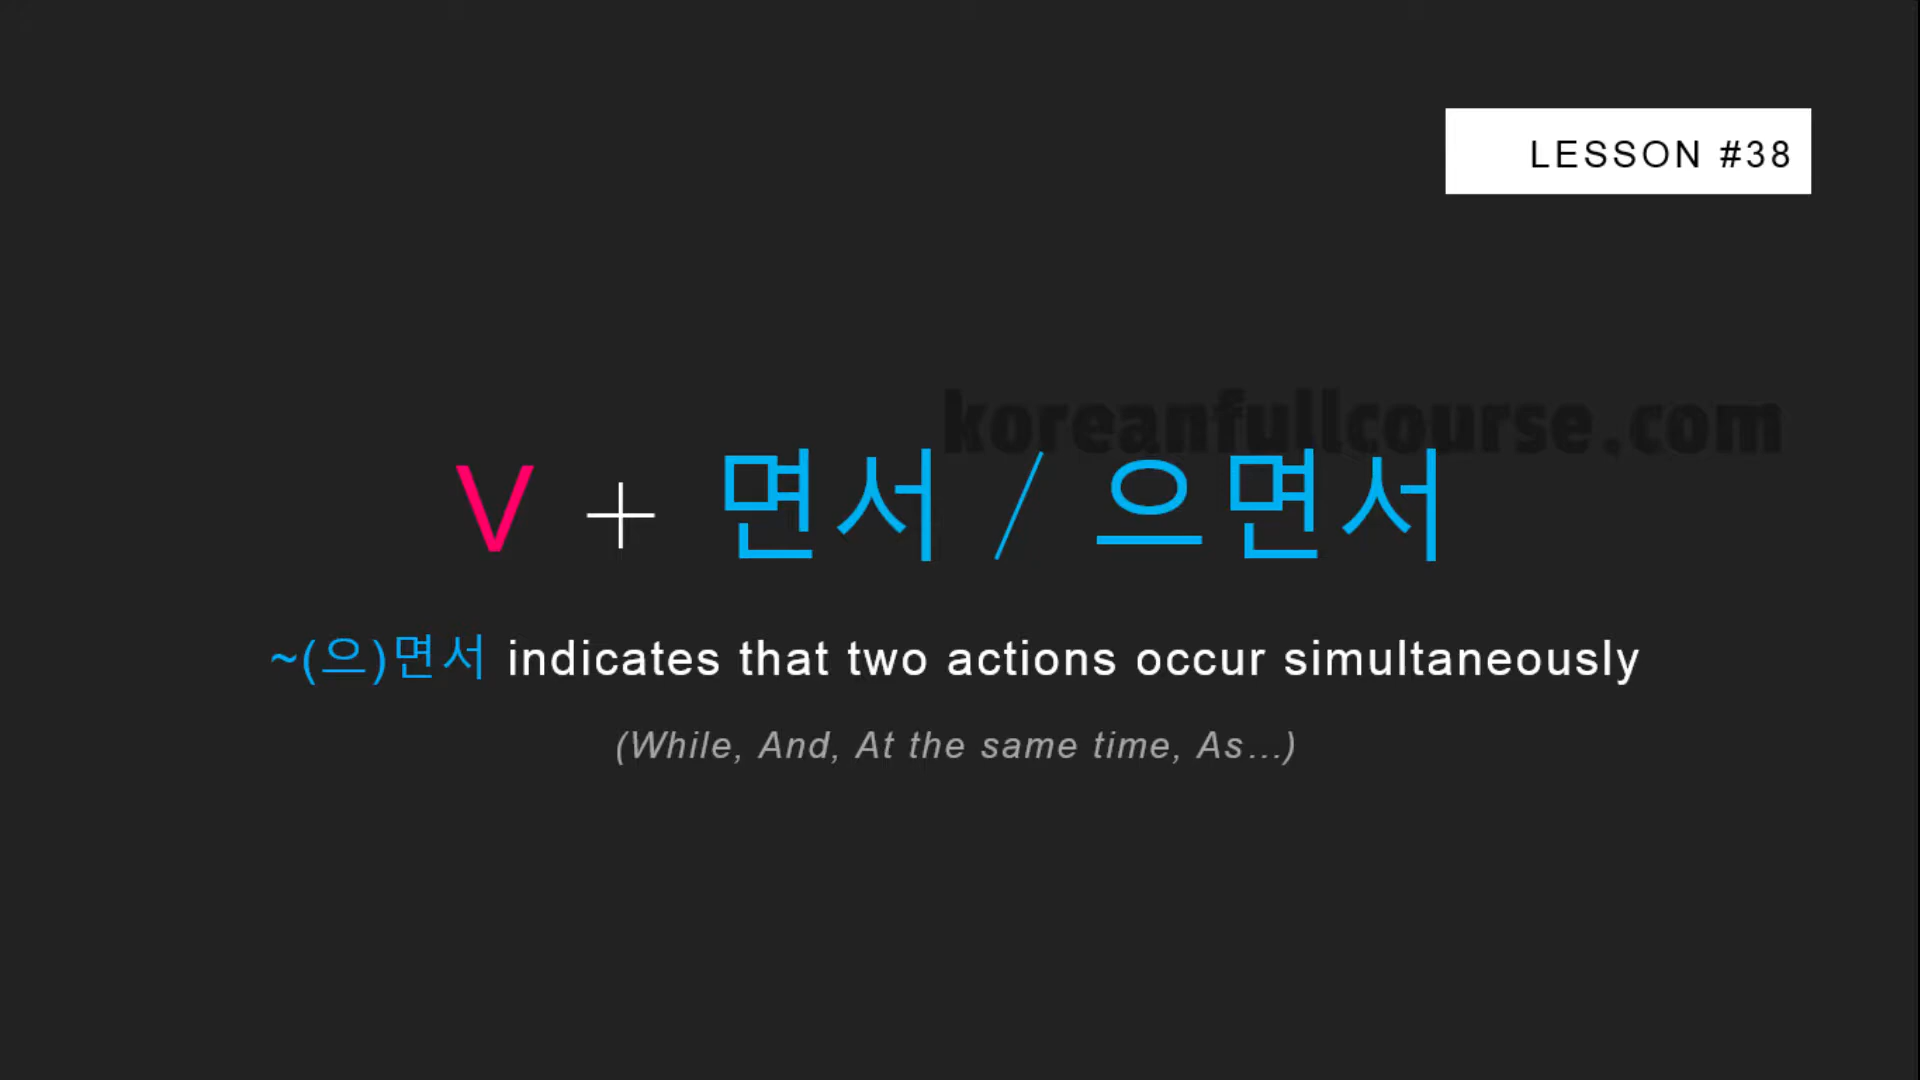 LESSON #38
koreanfullcourse.com
V + 면서 / 으면서
~(으)면서 indicates that two actions occur simultaneously
(While, And, At the same time, As...)